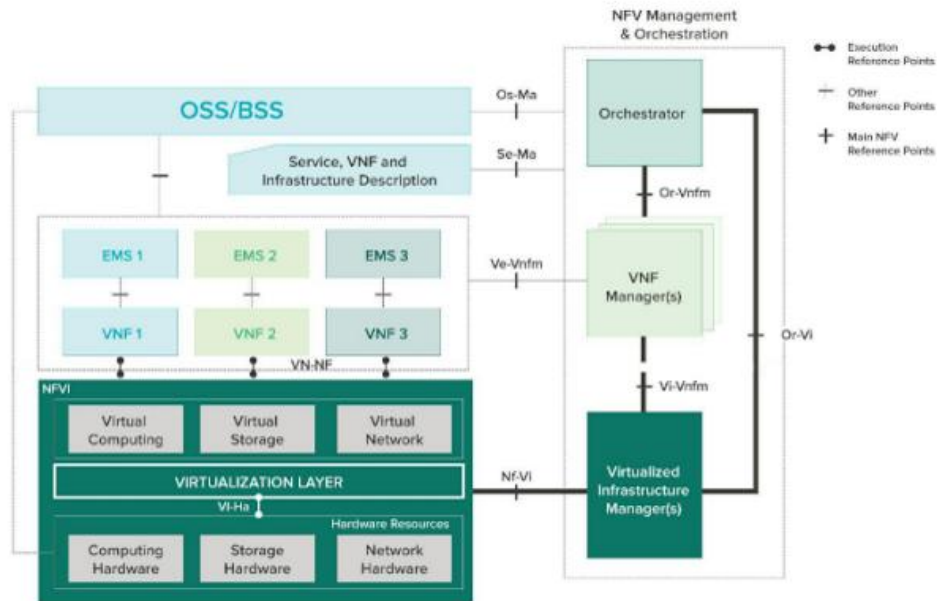 NFV Management
& Orchestration
Execution
Reference Points
Other
Reference Points
Main NFV
Reference Points
OSS/BSS
Os-Ma
Orchestrator
Se-Ma
Service, VNF and
Infrastructure Description
Or-Vnfm
EMS 1
EMS 2
EMS 3
Ve-Vnfm
VNF
Manager(s)
VNF 1
VNF 2
VNF 3
Or-Vi
VN-NF
NFVI
Vi-Vnfm
Virtual
Computing
Virtual
Storage
Virtual
Network
VIRTUALIZATION LAYER
Nf-Vi
Virtualized
Infrastructure
Manager(s)
Vi-Ha
Hardware Resources
Computing
Hardware
Storage
Hardware
Network
Hardware